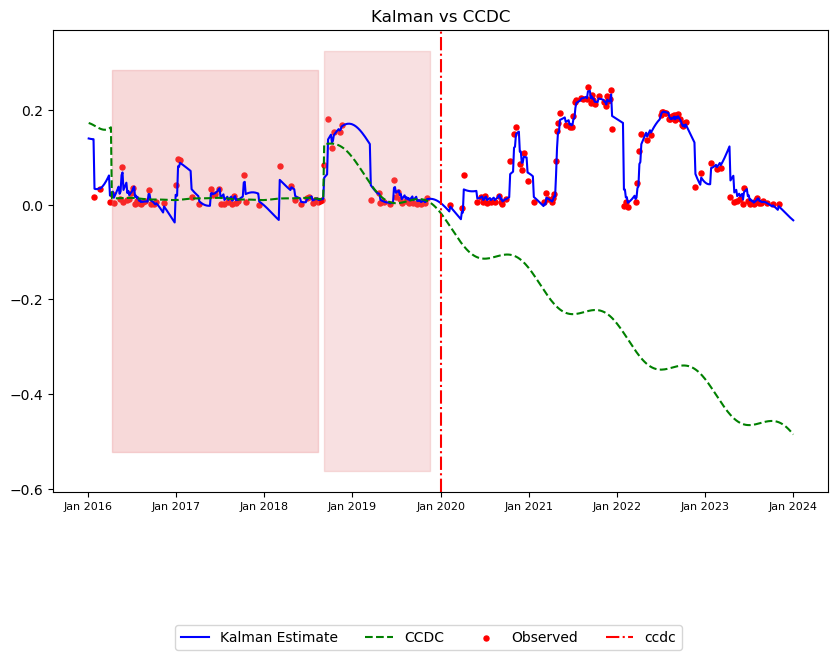 Kalman vs CCDC
0.2
0.0
−0.2
−0.4
−0.6
Jan 2016 Jan 2017 Jan 2018 Jan 2019 Jan 2020 Jan 2021 Jan 2022 Jan 2023 Jan 2024
Kalman Estimate CCDC Observed ccdc